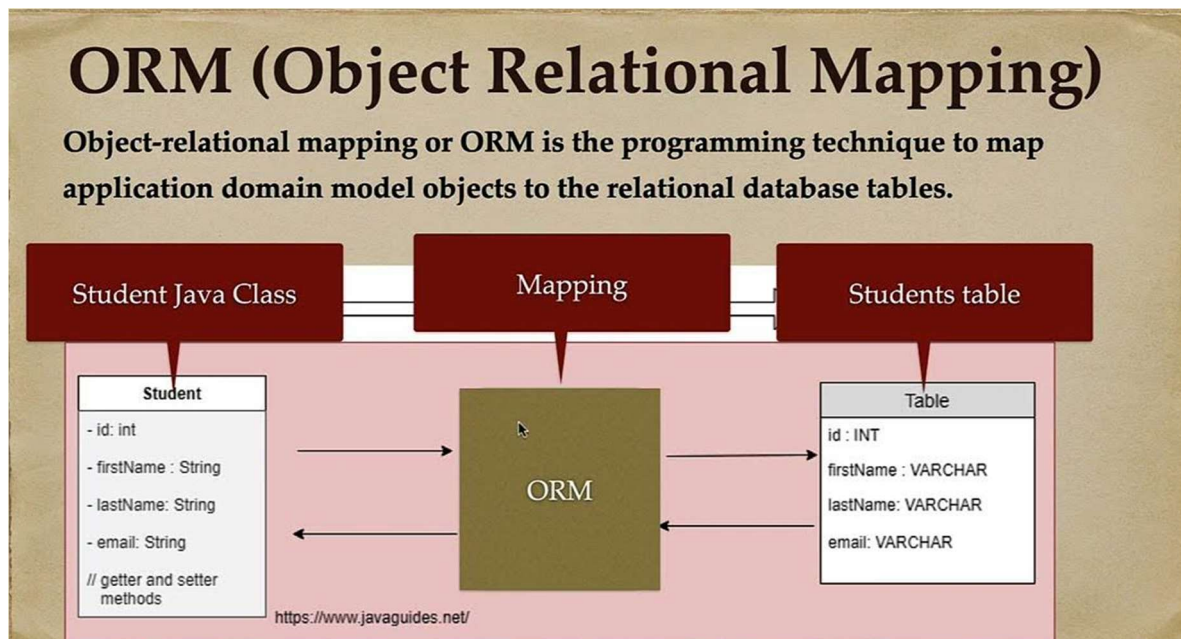 ORM (Object Relational Mapping)
Object-relational mapping or ORM is the programming technique to map
application domain model objects to the relational database tables.
Student Java Class
Mapping
Students table
Student
- id: int
- firstName : String
- lastName: String
- email: String
// getter and setter
methods
ORM
Table
id : INT
firstName : VARCHAR
lastName: VARCHAR
email: VARCHAR
https://www.javaguides.net/